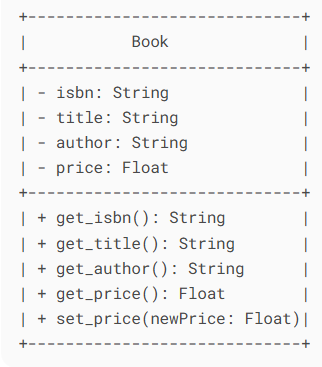 +-----------------------------+
|           Book              |
+-----------------------------+
| - isbn: String              |
| - title: String             |
| - author: String            |
| - price: Float              |
+-----------------------------+
| + get_isbn(): String        |
| + get_title(): String       |
| + get_author(): String      |
| + get_price(): Float        |
| + set_price(newPrice: Float)|
+-----------------------------+